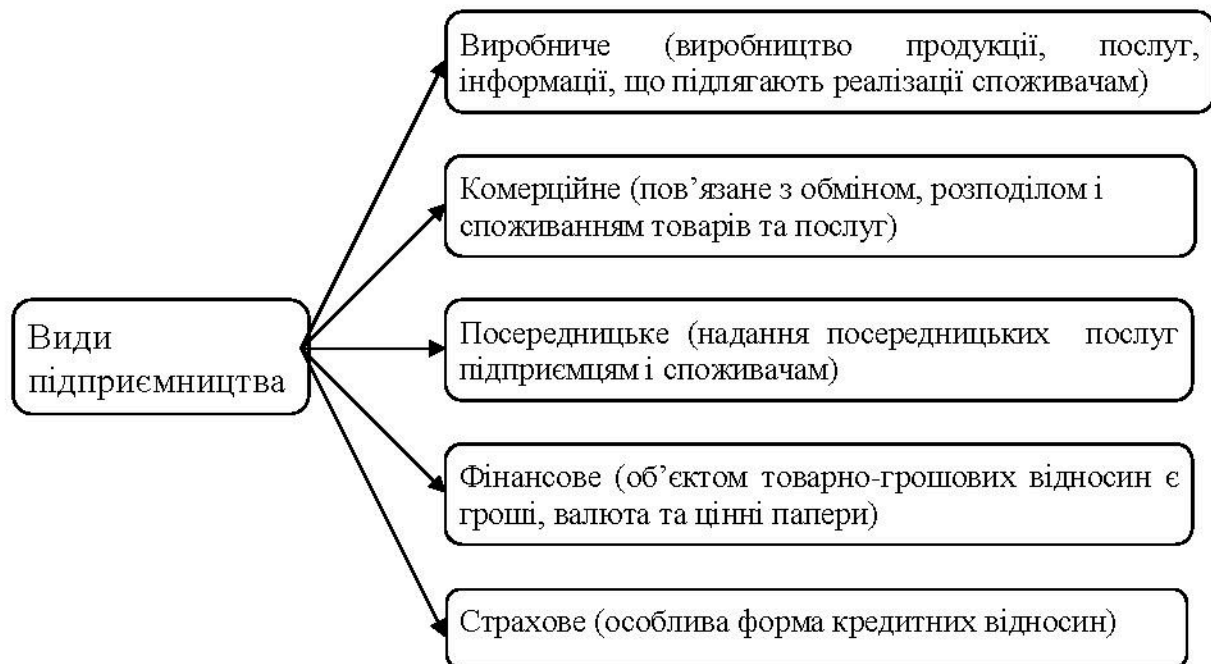 Виробниче (виробництво продукції, послуг,
інформації, що підлягають реалізації споживачам)
Комерційне (пов’язане з обміном, розподілом і
споживанням товарів та послуг)
Види
підприємництва
Посередницьке (надання посередницьких послуг
підприємцям і споживачам)
Фінансове (об’єктом товарно-грошових відносин є
гроші, валюта та цінні папери)
Страхове (особлива форма кредитних відносин)